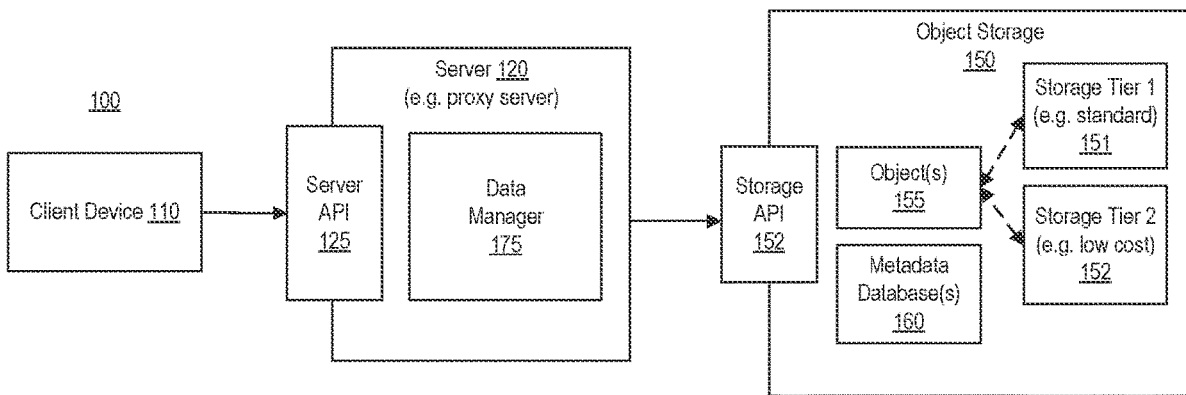 100
Client Device 110
Server 120
(e.g. proxy server)
Server
API
125
Data
Manager
175
Object Storage
150
Storage
API
152
Object(s)
155
Metadata
Database(s)
160
Storage Tier 1
(e.g. standard)
151
Storage Tier 2
(e.g. low cost)
152